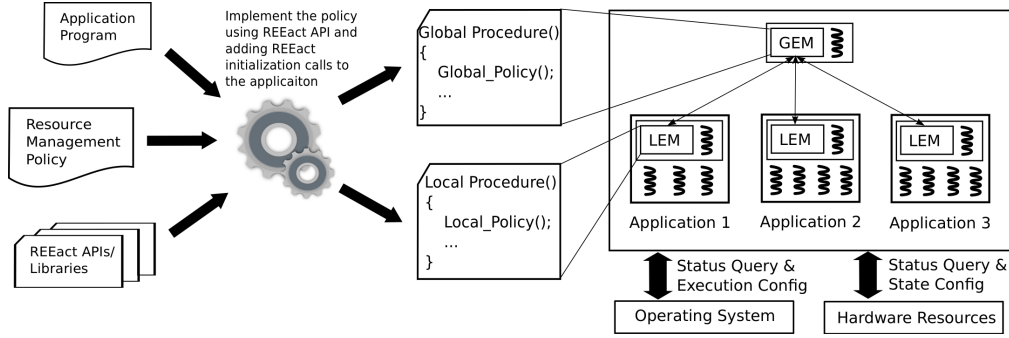 Application
Program
Resource
Management
Policy
REEact APIs/
Libraries
Implement the policy
using REEact API and
adding REEact
initialization calls to
the applicaiton
Global Procedure()
{
Global_Policy();
...
}
Local Procedure()
{
Local_Policy();
...
}
GEM
LEM
LEM
LEM
Application 1
Application 2
Application 3
Status Query &
Execution Config
Status Query &
State Config
Operating System
Hardware Resources